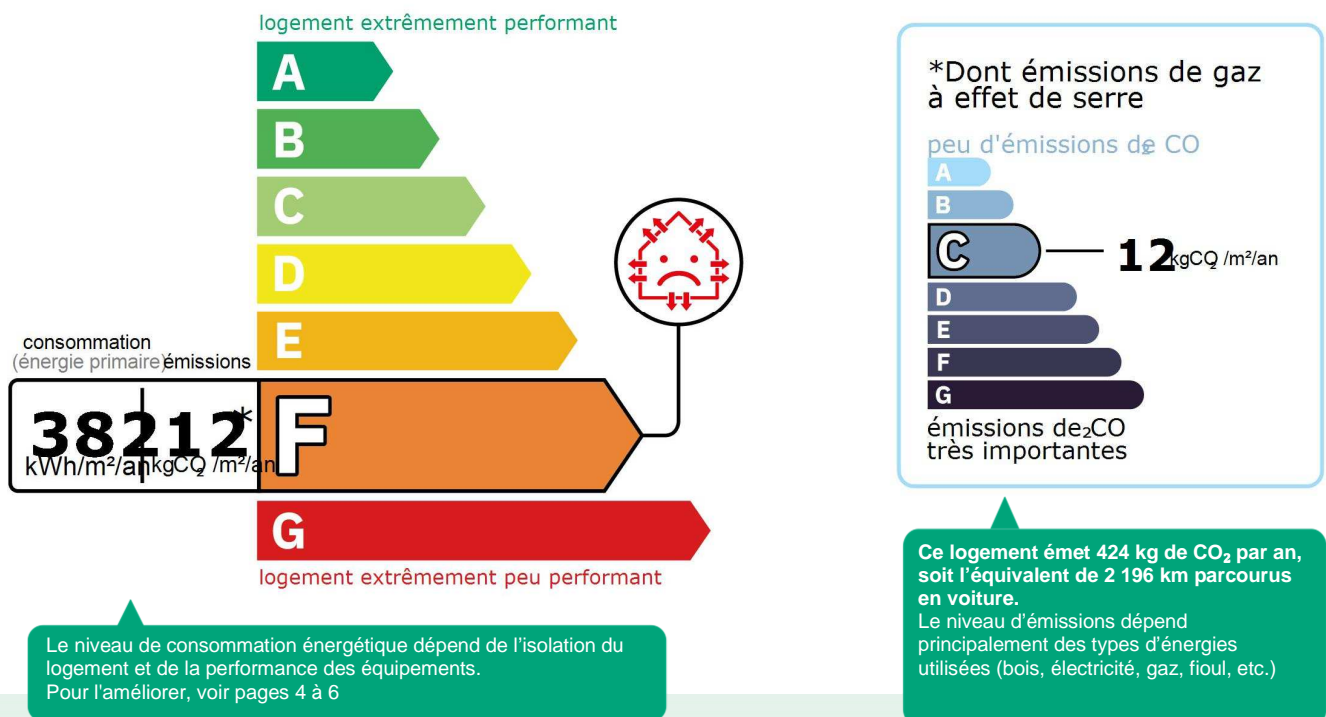 logement extrêmement performant
A
B
C
D
E
consommation
(énergie primaire) émissions
382 12*
kWh/m²/an kgCO₂ /m²/an
F
G
logement extrêmement peu performant
Le niveau de consommation énergétique dépend de l’isolation du
logement et de la performance des équipements.
Pour l'améliorer, voir pages 4 à 6
*Dont émissions de gaz
à effet de serre
peu d'émissions de CO₂
A
B
C
12 kgCO₂ /m²/an
D
E
F
G
émissions de₂CO
très importantes
Ce logement émet 424 kg de CO₂ par an,
soit l’équivalent de 2 196 km parcourus
en voiture.
Le niveau d’émissions dépend
principalement des types d’énergies
utilisées (bois, électricité, gaz, fioul, etc.)